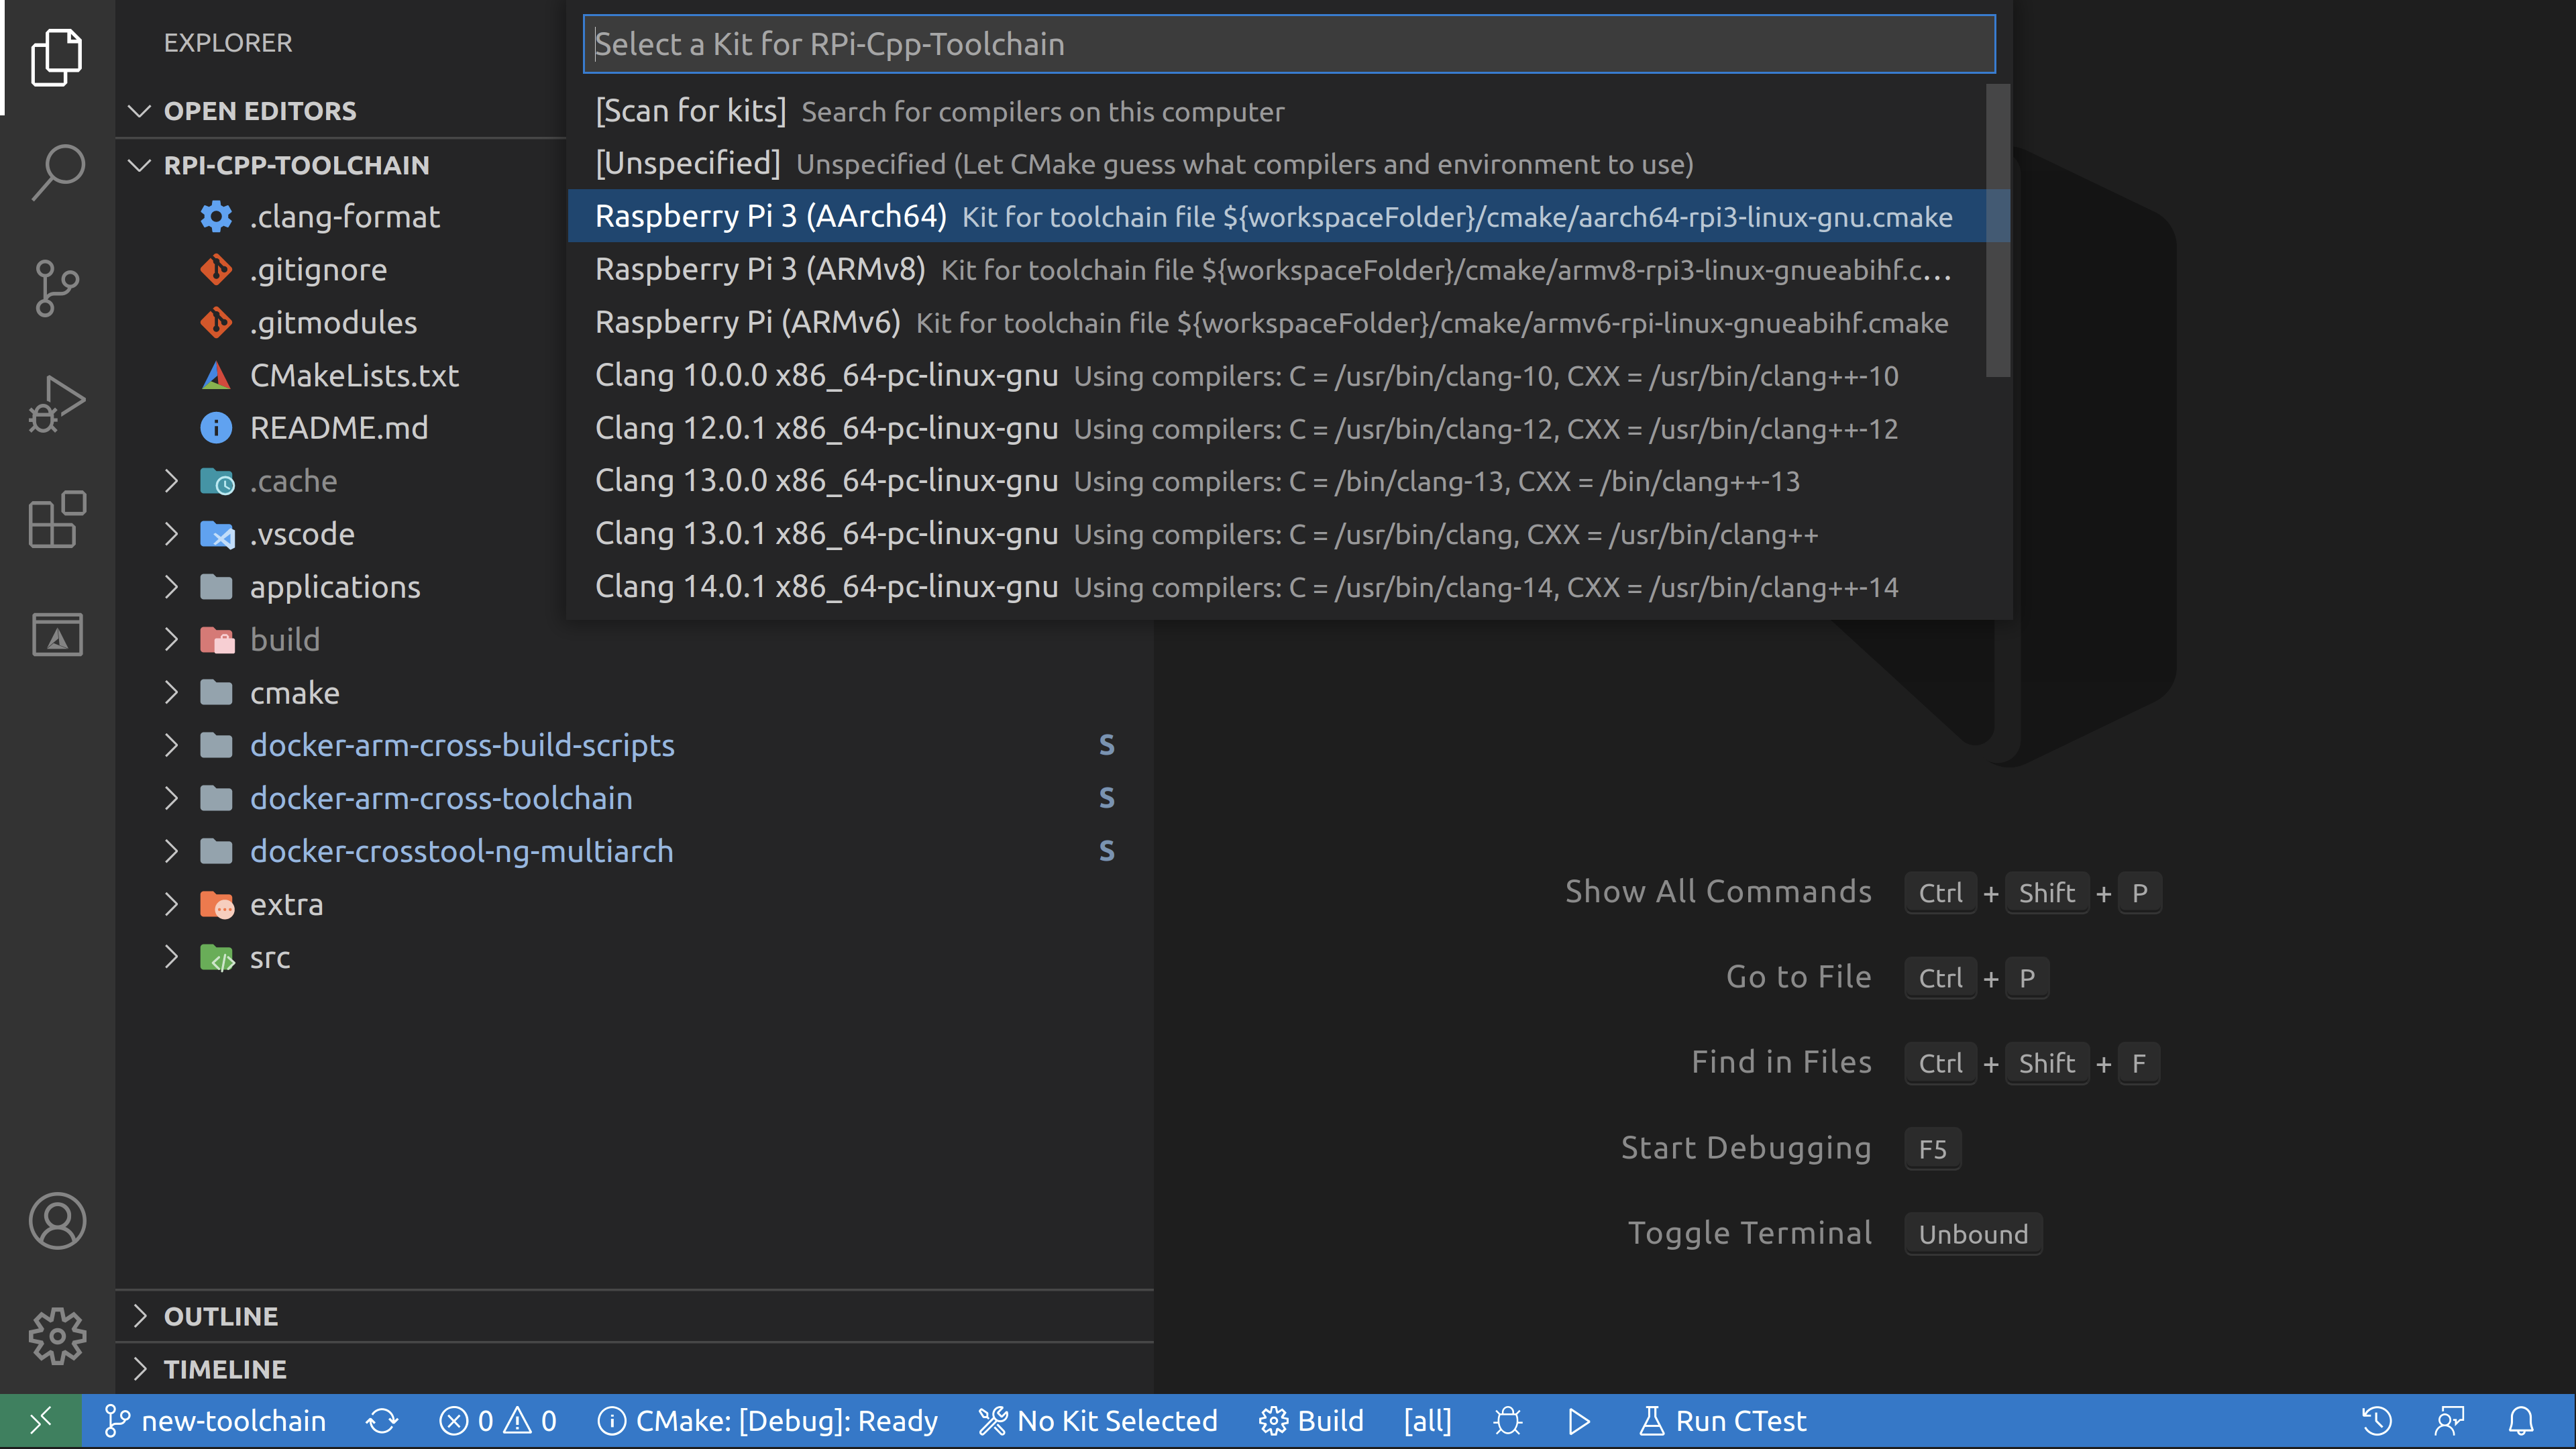 EXPLORER
OPEN EDITORS
RPI-CPP-TOOLCHAIN
.clang-format
.gitignore
.gitmodules
CMakeLists.txt
README.md
.cache
.vscode
applications
build
cmake
docker-arm-cross-build-scripts S
docker-arm-cross-toolchain S
docker-crosstool-ng-multiarch S
extra
src
OUTLINE
TIMELINE
Select a Kit for RPi-Cpp-Toolchain
[Scan for kits] Search for compilers on this computer
[Unspecified] Unspecified (Let CMake guess what compilers and environment to use)
Raspberry Pi 3 (AArch64) Kit for toolchain file ${workspaceFolder}/cmake/aarch64-rpi3-linux-gnu.cmake
Raspberry Pi 3 (ARMv8) Kit for toolchain file ${workspaceFolder}/cmake/armv8-rpi3-linux-gnueabihf.c…
Raspberry Pi (ARMv6) Kit for toolchain file ${workspaceFolder}/cmake/armv6-rpi-linux-gnueabihf.cmake
Clang 10.0.0 x86_64-pc-linux-gnu Using compilers: C = /usr/bin/clang-10, CXX = /usr/bin/clang++-10
Clang 12.0.1 x86_64-pc-linux-gnu Using compilers: C = /usr/bin/clang-12, CXX = /usr/bin/clang++-12
Clang 13.0.0 x86_64-pc-linux-gnu Using compilers: C = /bin/clang-13, CXX = /bin/clang++-13
Clang 13.0.1 x86_64-pc-linux-gnu Using compilers: C = /usr/bin/clang, CXX = /usr/bin/clang++
Clang 14.0.1 x86_64-pc-linux-gnu Using compilers: C = /usr/bin/clang-14, CXX = /usr/bin/clang++-14
Show All Commands Ctrl + Shift + P
Go to File Ctrl + P
Find in Files Ctrl + Shift + F
Start Debugging F5
Toggle Terminal Unbound
new-toolchain 0 0 CMake: [Debug]: Ready No Kit Selected Build [all] Run CTest